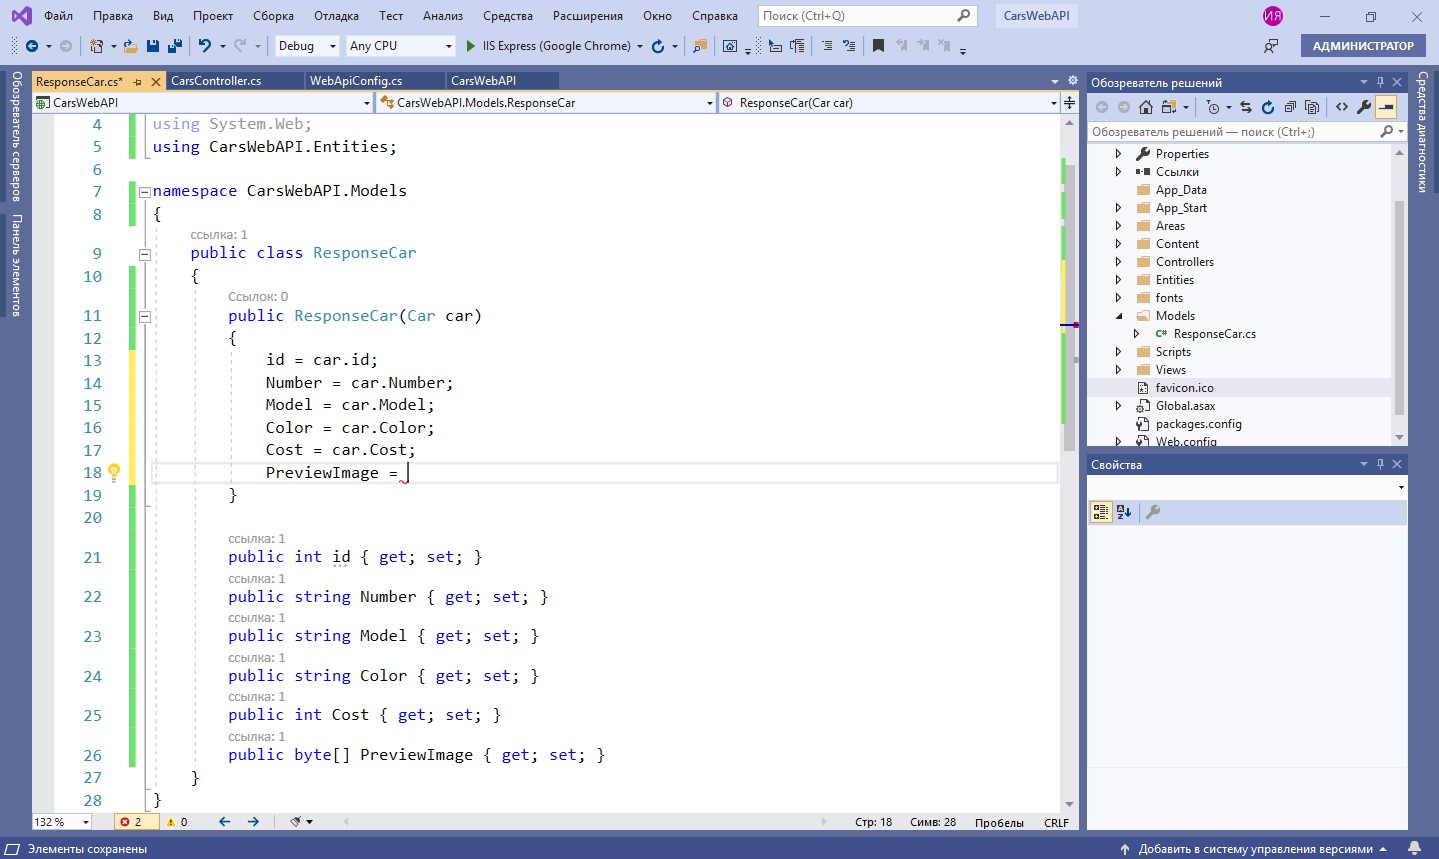 Файл Правка Вид Проект Сборка Отладка Тест Анализ Средства Расширения Окно Справка Поиск (Ctrl+Q) CarsWebAPI ИЯ
Debug Any CPU IIS Express (Google Chrome) АДМИНИСТРАТОР
Обозреватель серверов
Панель элементов
ResponseCar.cs* CarsController.cs WebApiConfig.cs CarsWebAPI
CarsWebAPI CarsWebAPI.Models.ResponseCar ResponseCar(Car car)
4 using System.Web;
5 using CarsWebAPI.Entities;
6
7 namespace CarsWebAPI.Models
8 {
ссылка: 1
9 public class ResponseCar
10 {
Ссылок: 0
11 public ResponseCar(Car car)
12 {
13 id = car.id;
14 Number = car.Number;
15 Model = car.Model;
16 Color = car.Color;
17 Cost = car.Cost;
18 PreviewImage =
19 }
20
ссылка: 1
21 public int id { get; set; }
ссылка: 1
22 public string Number { get; set; }
ссылка: 1
23 public string Model { get; set; }
ссылка: 1
24 public string Color { get; set; }
ссылка: 1
25 public int Cost { get; set; }
ссылка: 1
26 public byte[] PreviewImage { get; set; }
27 }
28 }
132 % 2 0 Стр: 18 Симв: 28 Пробелы CRLF
Обозреватель решений
Обозреватель решений — поиск (Ctrl+;)
Properties
Ссылки
App_Data
App_Start
Areas
Content
Controllers
Entities
fonts
Models
C# ResponseCar.cs
Scripts
Views
favicon.ico
Global.asax
packages.config
Web.config
Свойства
Средства диагностики
Элементы сохранены Добавить в систему управления версиями